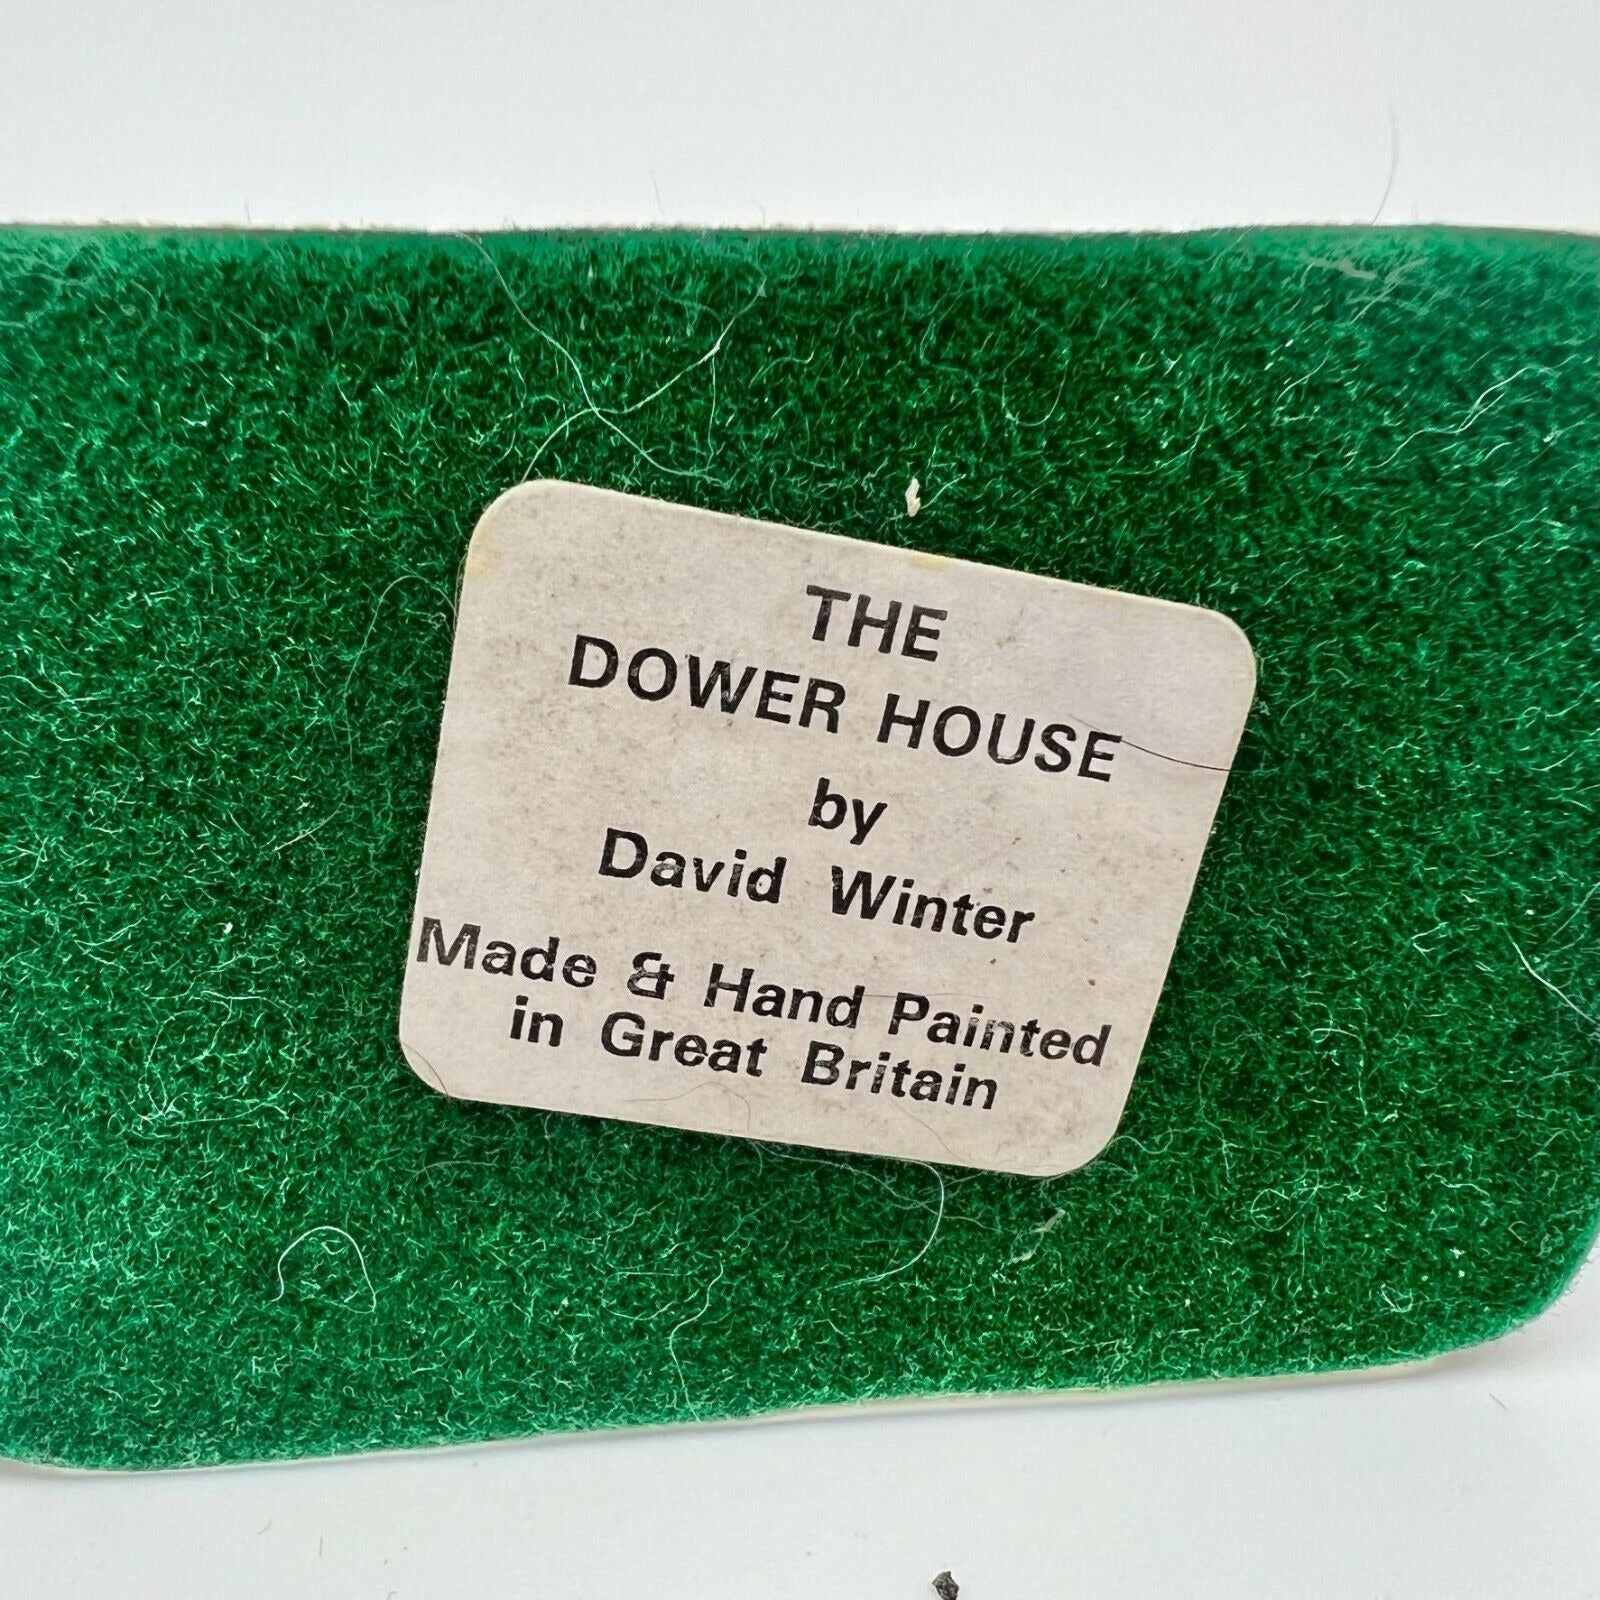 THE
DOWER HOUSE
by
David Winter
Made & Hand Painted
in Great Britain